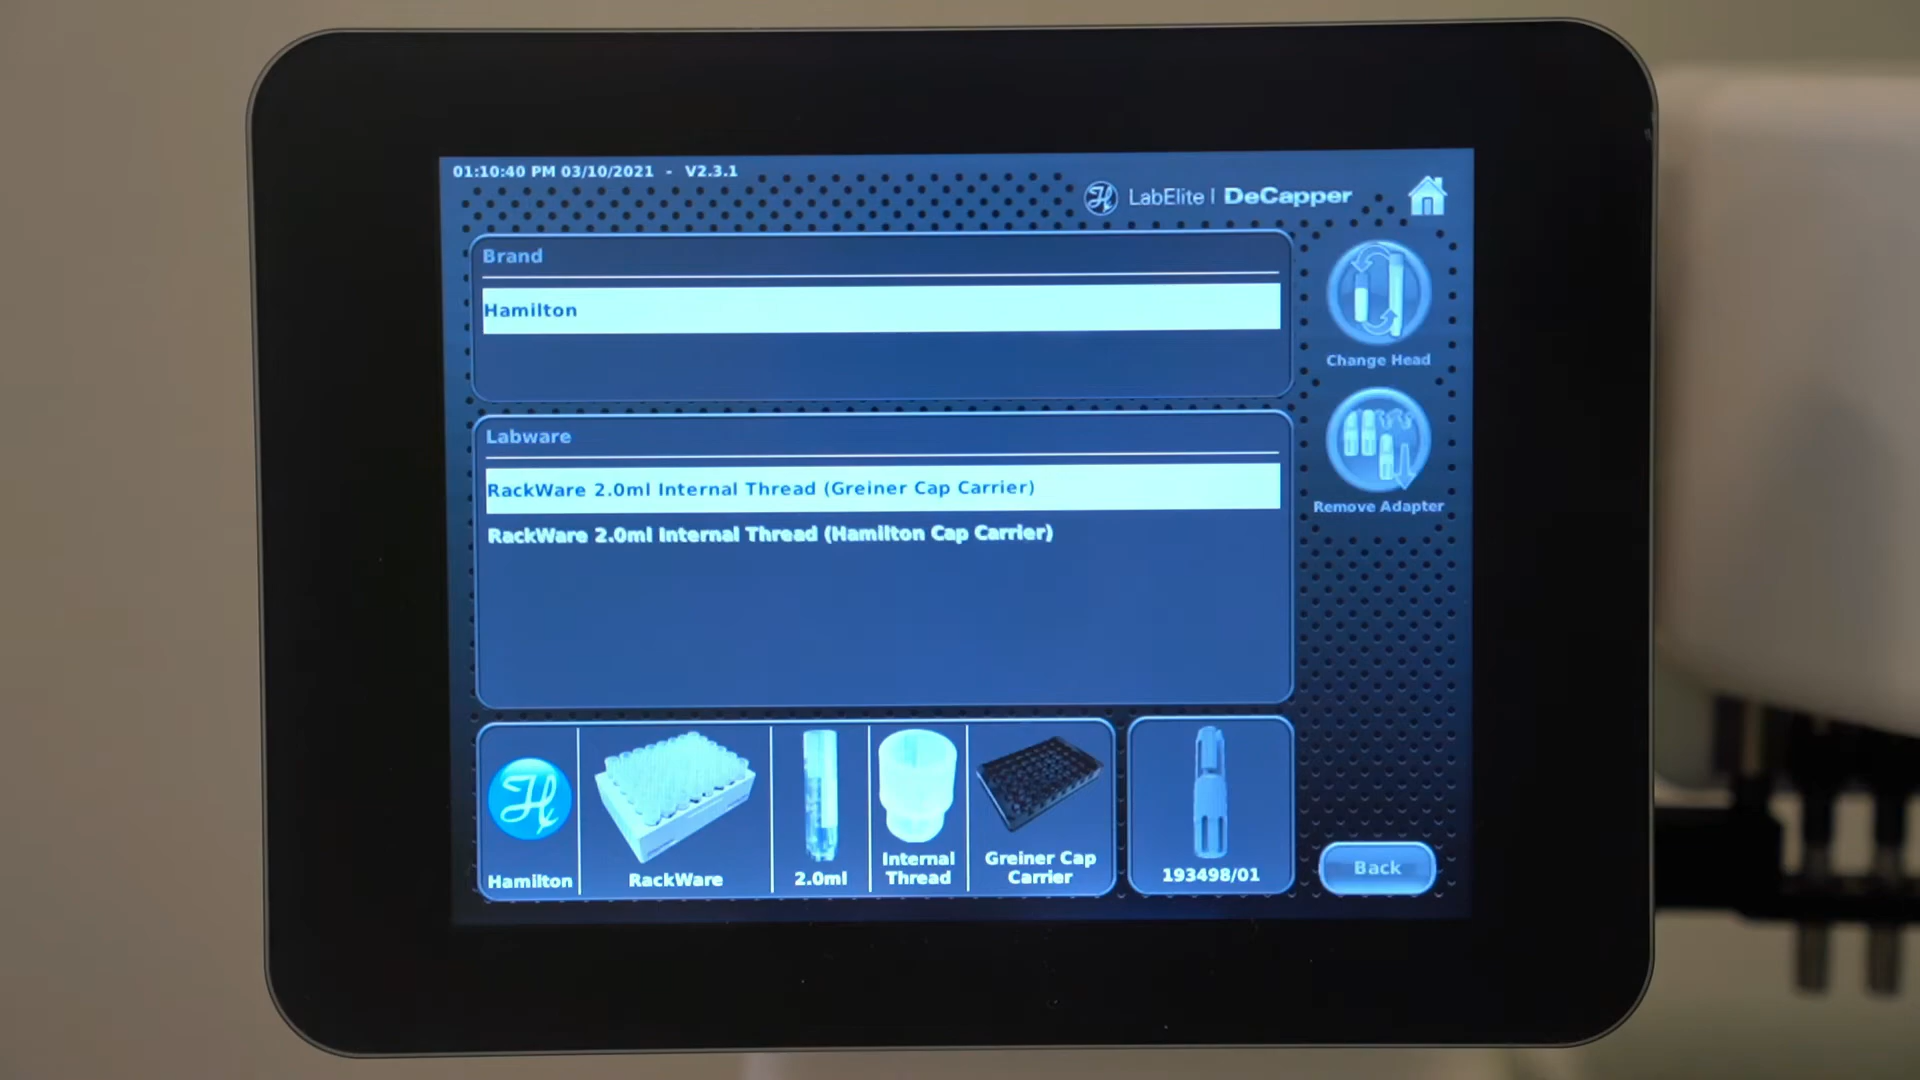 01:10:40 PM 03/10/2021 - V2.3.1
LabElite | DeCapper
Brand
Hamilton
Change Head
Labware
RackWare 2.0ml Internal Thread (Greiner Cap Carrier)
RackWare 2.0ml Internal Thread (Hamilton Cap Carrier)
Remove Adapter
Hamilton
RackWare
2.0ml
Internal
Thread
Greiner Cap
Carrier
193498/01
Back